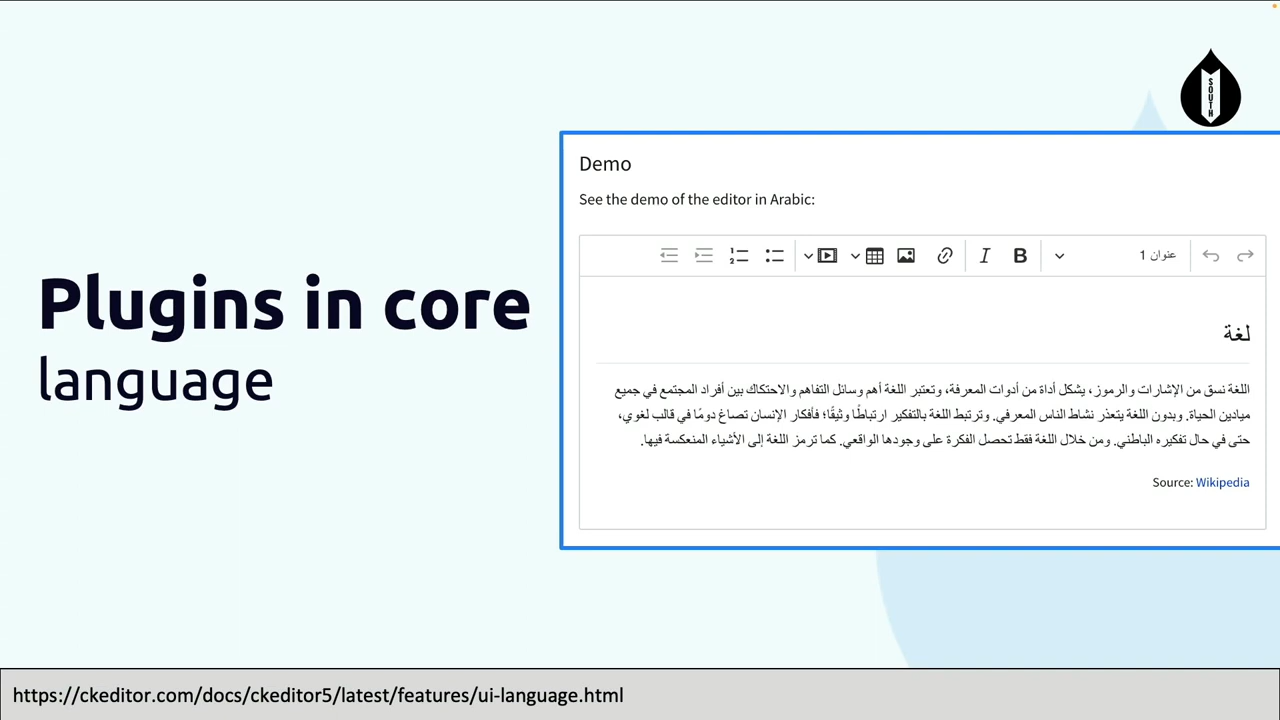 SOUTH
Plugins in core
language
Demo
See the demo of the editor in Arabic:
عنوان 1
لغة
اللغة نسق من الإشارات والرموز، يشكل أداة من أدوات المعرفة، وتعتبر اللغة أهم وسائل التفاهم والاحتكاك بين أفراد المجتمع في جميع
ميادين الحياة. وبدون اللغة يتعذر نشاط الناس المعرفي. وترتبط اللغة بالتفكير ارتباطًا وثيقًا؛ فأفكار الإنسان تصاغ دومًا في قالب لغوي،
حتى في حال تفكيره الباطني. ومن خلال اللغة فقط تحصل الفكرة على وجودها الواقعي. كما ترمز اللغة إلى الأشياء المنعكسة فيها.
Source: Wikipedia
https://ckeditor.com/docs/ckeditor5/latest/features/ui-language.html